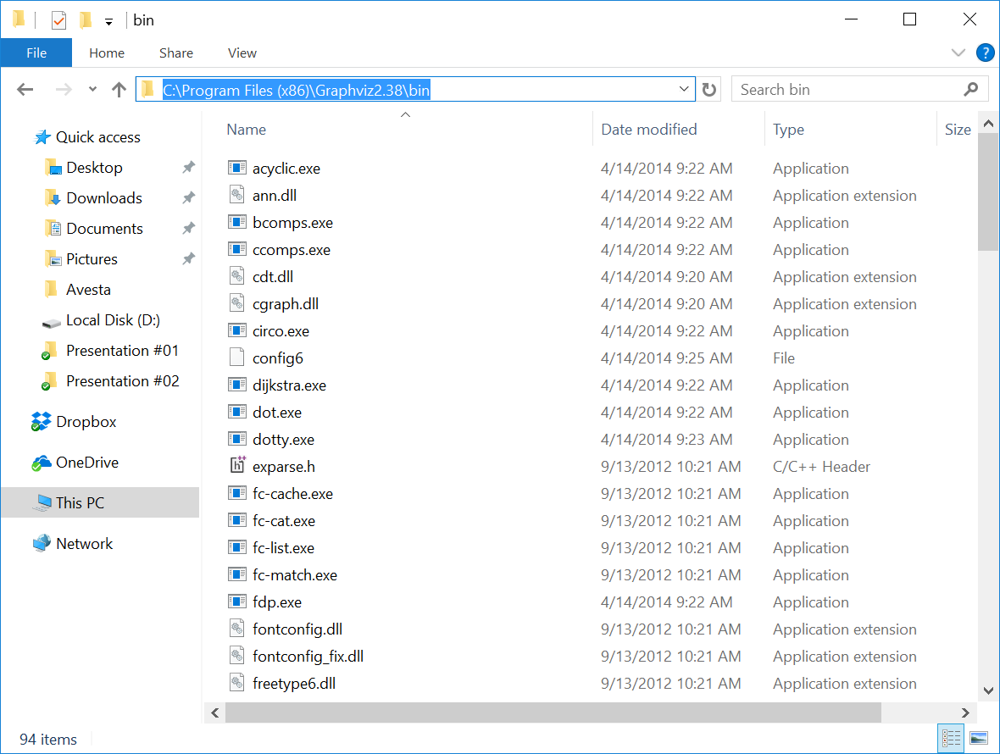 bin
File Home Share View
C:\Program Files (x86)\Graphviz2.38\bin Search bin
Quick access
Desktop
Downloads
Documents
Pictures
Avesta
Local Disk (D:)
Presentation #01
Presentation #02
Dropbox
OneDrive
This PC
Network
Name Date modified Type Size
acyclic.exe 4/14/2014 9:22 AM Application
ann.dll 4/14/2014 9:22 AM Application extension
bcomps.exe 4/14/2014 9:22 AM Application
ccomps.exe 4/14/2014 9:22 AM Application
cdt.dll 4/14/2014 9:20 AM Application extension
cgraph.dll 4/14/2014 9:20 AM Application extension
circo.exe 4/14/2014 9:22 AM Application
config6 4/14/2014 9:25 AM File
dijkstra.exe 4/14/2014 9:22 AM Application
dot.exe 4/14/2014 9:22 AM Application
dotty.exe 4/14/2014 9:23 AM Application
exparse.h 9/13/2012 10:21 AM C/C++ Header
fc-cache.exe 9/13/2012 10:21 AM Application
fc-cat.exe 9/13/2012 10:21 AM Application
fc-list.exe 9/13/2012 10:21 AM Application
fc-match.exe 9/13/2012 10:21 AM Application
fdp.exe 4/14/2014 9:22 AM Application
fontconfig.dll 9/13/2012 10:21 AM Application extension
fontconfig_fix.dll 9/13/2012 10:21 AM Application extension
freetype6.dll 9/13/2012 10:21 AM Application extension
94 items